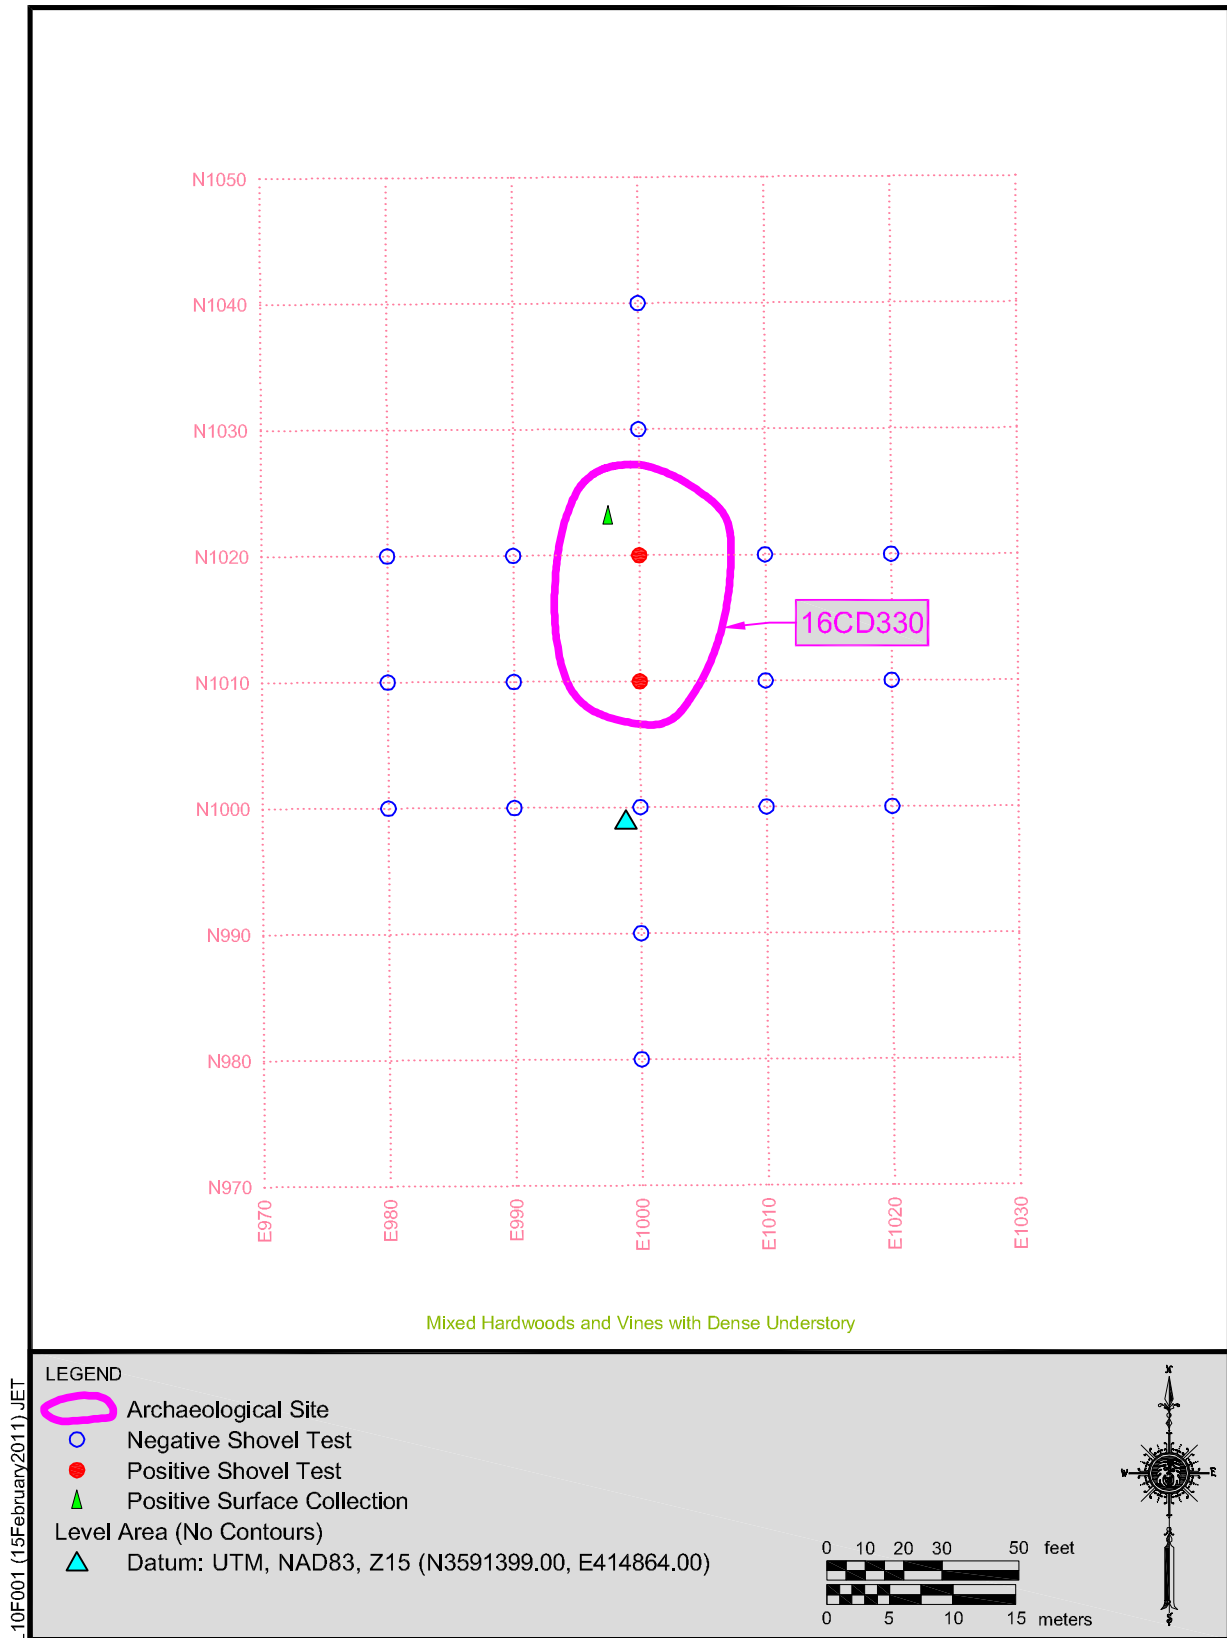 N1050
N1040
N1030
N1020
16CD330
N1010
N1000
N990
N980
N970
E970 E980 E990 E1000 E1010 E1020 E1030
Mixed Hardwoods and Vines with Dense Understory
LEGEND
Archaeological Site
Negative Shovel Test
Positive Shovel Test
Positive Surface Collection
Level Area (No Contours)
Datum: UTM, NAD83, Z15 (N3591399.00, E414864.00)
0 10 20 30 50 feet
0 5 10 15 meters
N
W E
S
10F001 (15February2011) JET